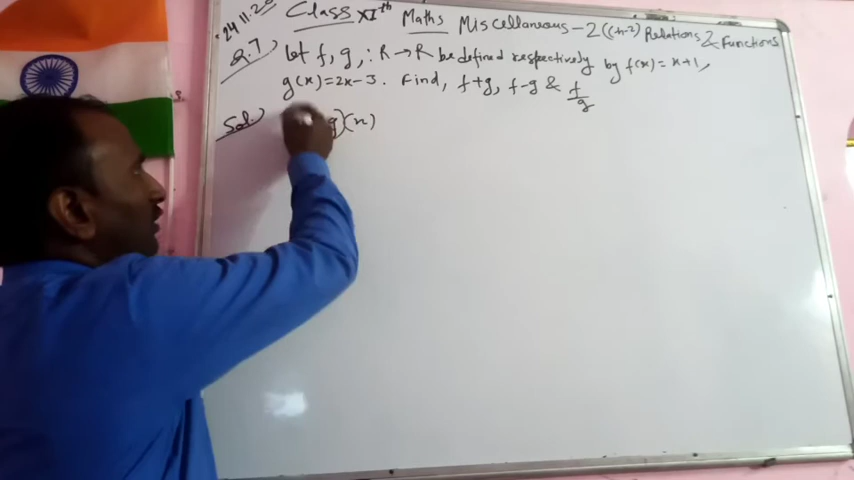 24.11.20 Class XIth Maths Miscellaneous - 2 (Ch-2) Relations & Functions
Q.7 Let f, g, : R → R be defined respectively by f(x) = x+1,
g(x) = 2x - 3. Find, f+g, f-g & f/g
Sol. g)(x)